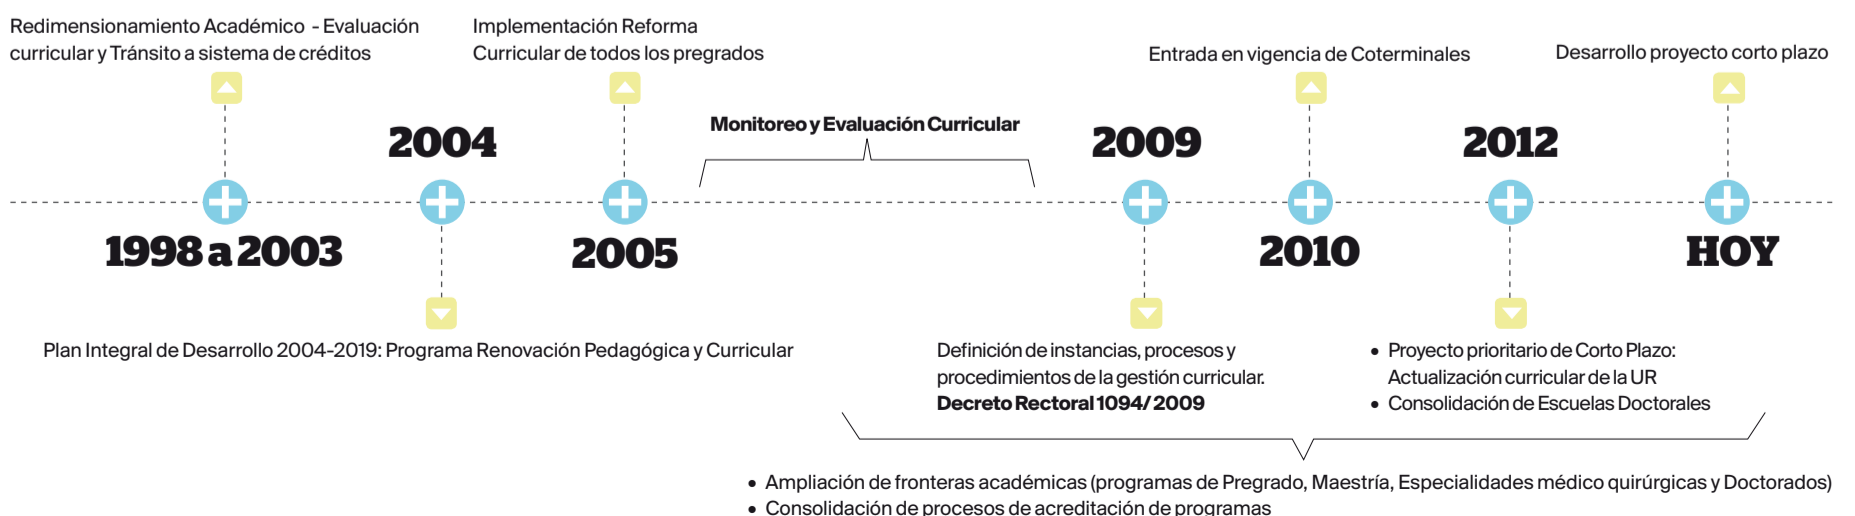 Redimensionamiento Académico - Evaluación
curricular y Tránsito a sistema de créditos
Implementación Reforma
Curricular de todos los pregrados
Entrada en vigencia de Coterminales
Desarrollo proyecto corto plazo
Monitoreo y Evaluación Curricular
2004
2009
2012
1998 a 2003
2005
2010
HOY
Plan Integral de Desarrollo 2004-2019: Programa Renovación Pedagógica y Curricular
Definición de instancias, procesos y
procedimientos de la gestión curricular.
Decreto Rectoral 1094/ 2009
• Proyecto prioritario de Corto Plazo:
Actualización curricular de la UR
• Consolidación de Escuelas Doctorales
• Ampliación de fronteras académicas (programas de Pregrado, Maestría, Especialidades médico quirúrgicas y Doctorados)
• Consolidación de procesos de acreditación de programas